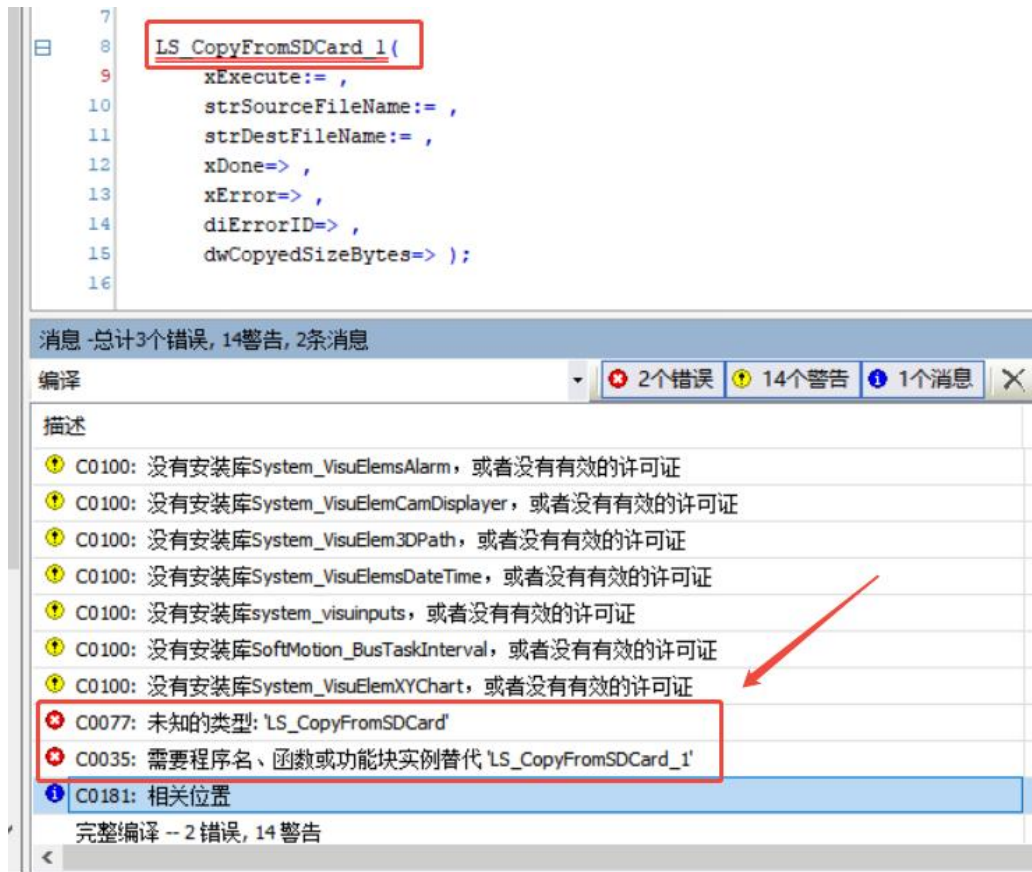 7
8 LS_CopyFromSDCard_1(
9 xExecute:= ,
10 strSourceFileName:= ,
11 strDestFileName:= ,
12 xDone=> ,
13 xError=> ,
14 diErrorID=> ,
15 dwCopyedSizeBytes=> );
16
消息 -总计3个错误, 14警告, 2条消息
编译 2个错误 14个警告 1个消息
描述
C0100: 没有安装库System_VisuElemsAlarm，或者没有有效的许可证
C0100: 没有安装库System_VisuElemCamDisplayer，或者没有有效的许可证
C0100: 没有安装库System_VisuElem3DPath，或者没有有效的许可证
C0100: 没有安装库System_VisuElemsDateTime，或者没有有效的许可证
C0100: 没有安装库system_visuinputs，或者没有有效的许可证
C0100: 没有安装库SoftMotion_BusTaskInterval，或者没有有效的许可证
C0100: 没有安装库System_VisuElemXYChart，或者没有有效的许可证
C0077: 未知的类型: 'LS_CopyFromSDCard'
C0035: 需要程序名、函数或功能块实例替代 'LS_CopyFromSDCard_1'
C0181: 相关位置
完整编译 -- 2 错误, 14 警告